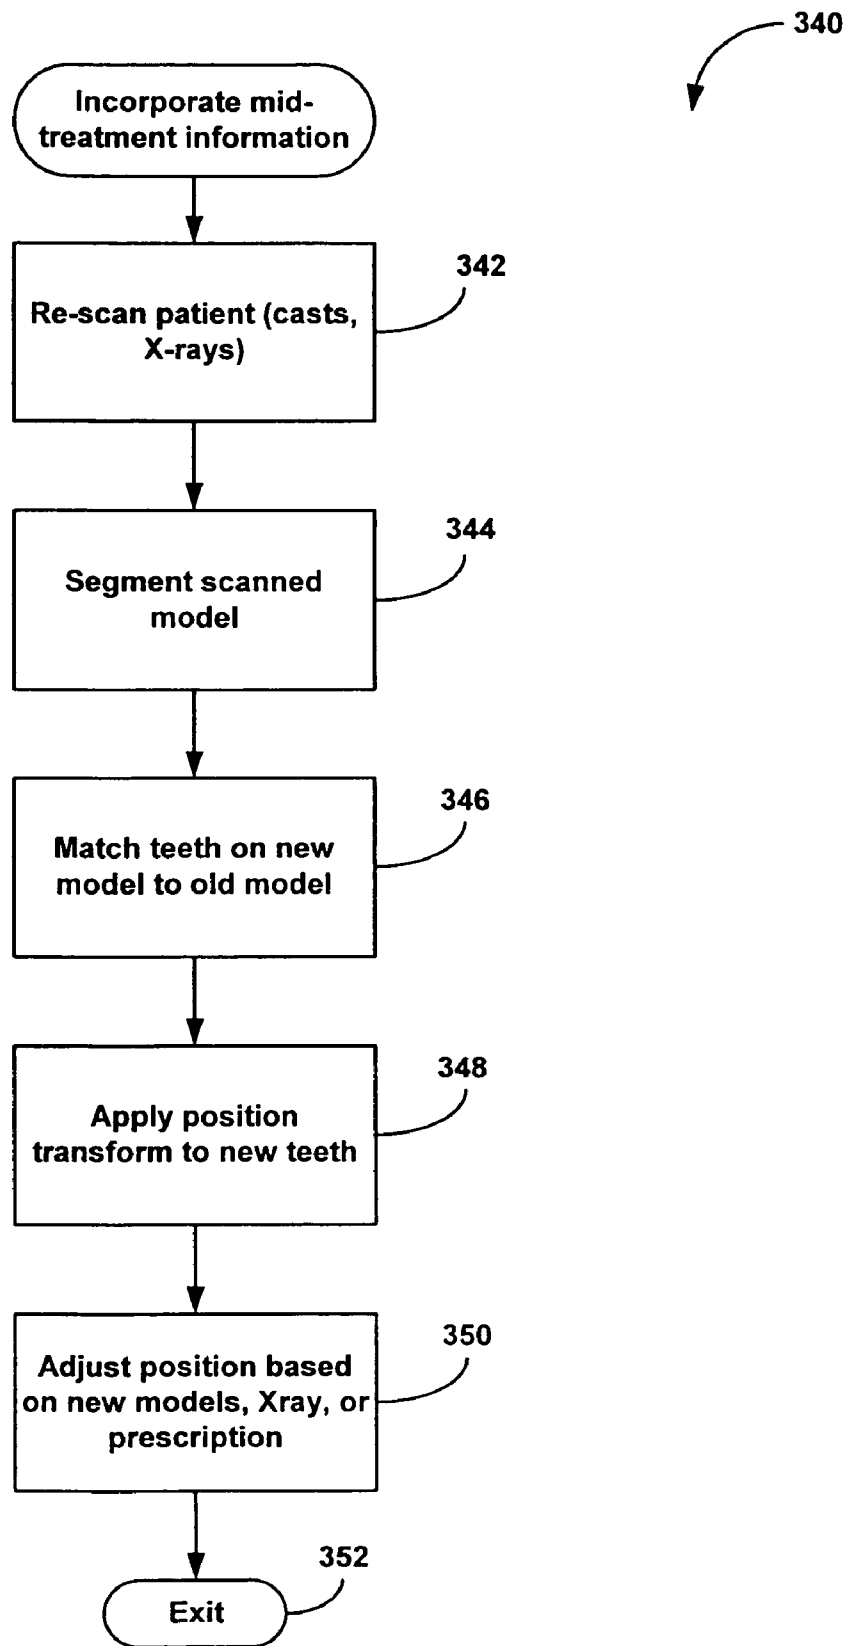 340
Incorporate mid-
treatment information
342
Re-scan patient (casts,
X-rays)
344
Segment scanned
model
346
Match teeth on new
model to old model
348
Apply position
transform to new teeth
350
Adjust position based
on new models, Xray, or
prescription
352
Exit